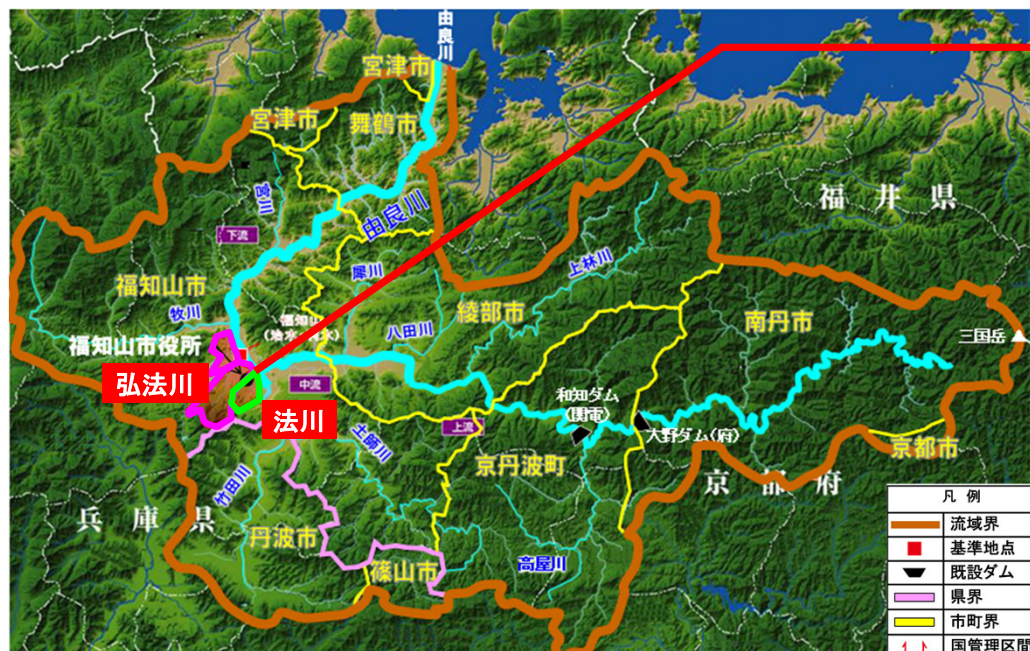 由良川
宮津市
宮津市
舞鶴市
宮川
由良川
福井県
下流
犀川
上林川
福知山市
牧川
綾部市
八田川
南丹市
三国岳
福知山市役所
弘法川
中流
法川
和知ダム
(関電)
大野ダム(府)
上流
土師川
京丹波町
京都市
京都府
竹田川
兵庫県
丹波市
篠山市
高屋川
凡例
流域界
基準地点
既設ダム
県界
市町界
国管理区間